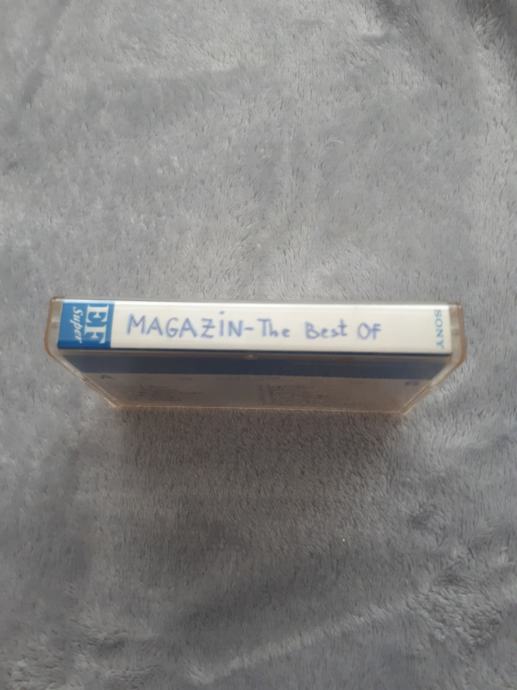 EF
Super
MAGAZIN-The Best Of
SONY
A
B